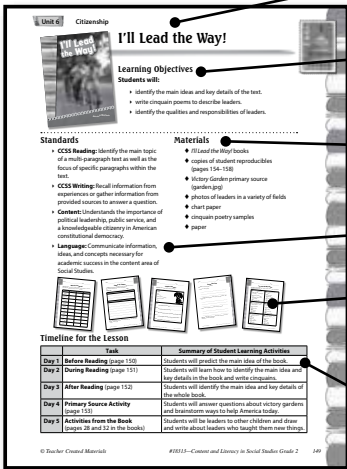 Unit 6 Citizenship
I'll Lead the Way!
I'll Lead
the Way!
Learning Objectives
Students will:
identify the main ideas and key details of the text.
write cinquain poems to describe leaders.
identify the qualities and responsibilities of leaders.
Standards
CCSS Reading: Identify the main topic
of a multi-paragraph text as well as the
focus of specific paragraphs within the
text.
CCSS Writing: Recall information from
experiences or gather information from
provided sources to answer a question.
Content: Understands the importance of
political leadership, public service, and
a knowledgeable citizenry in American
constitutional democracy.
Language: Communicate information,
ideas, and concepts necessary for
academic success in the content area of
Social Studies.
Materials
I'll Lead the Way! books
copies of student reproducibles
(pages 154–158)
Victory Garden primary source
(garden.jpg)
photos of leaders in a variety of fields
chart paper
cinquain poetry samples
paper
Timeline for the Lesson
Task Summary of Student Learning Activities
Day 1 Before Reading (page 150) Students will predict the main idea of the book.
Day 2 During Reading (page 151) Students will learn how to identify the main idea and
key details in the book and write cinquains.
Day 3 After Reading (page 152) Students will identify the main idea and key details of
the whole book.
Day 4 Primary Source Activity
(page 153) Students will answer questions about victory gardens
and brainstorm ways to help America today.
Day 5 Activities from the Book
(pages 28 and 32 in the books) Students will be leaders to other children and draw
and write about leaders who taught them new things.
© Teacher Created Materials #18315—Content and Literacy in Social Studies Grade 2 149